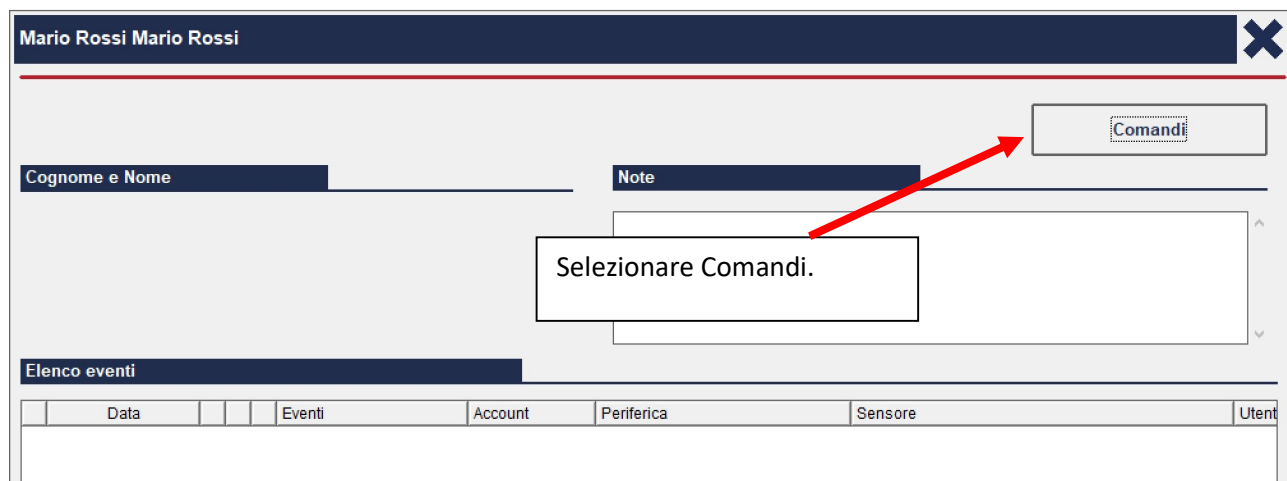 Mario Rossi Mario Rossi
Comandi
Cognome e Nome
Note
Selezionare Comandi.
Elenco eventi
Data Eventi Account Periferica Sensore Utent